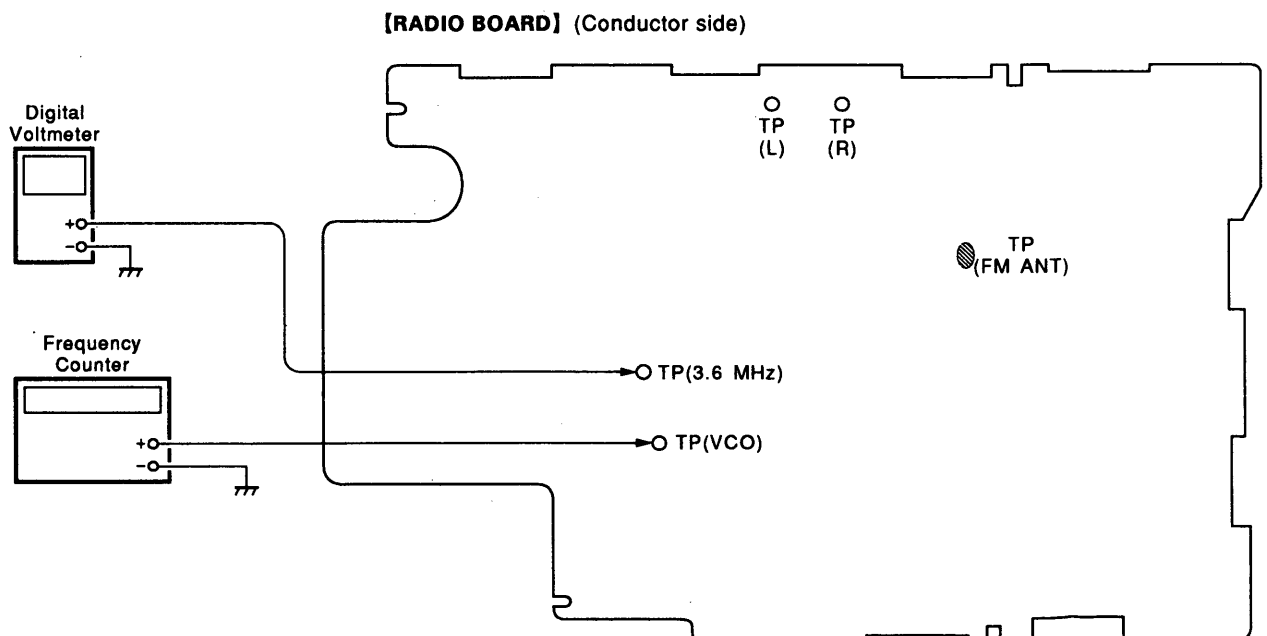 【RADIO BOARD】 (Conductor side)
Digital
Voltmeter
+
-
TP
(L)
TP
(R)
TP
(FM ANT)
Frequency
Counter
+
-
TP(3.6 MHz)
TP(VCO)